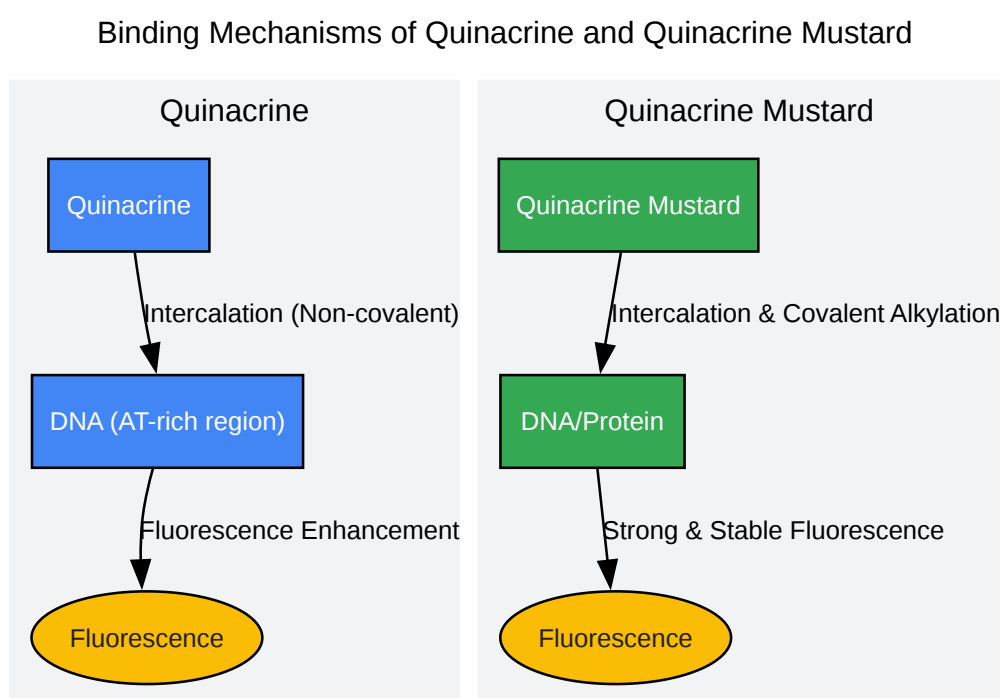 Binding Mechanisms of Quinacrine and Quinacrine Mustard
Quinacrine
Quinacrine
Intercalation (Non-covalent)
DNA (AT-rich region)
Fluorescence Enhancement
Fluorescence
Quinacrine Mustard
Quinacrine Mustard
Intercalation & Covalent Alkylation
DNA/Protein
Strong & Stable Fluorescence
Fluorescence